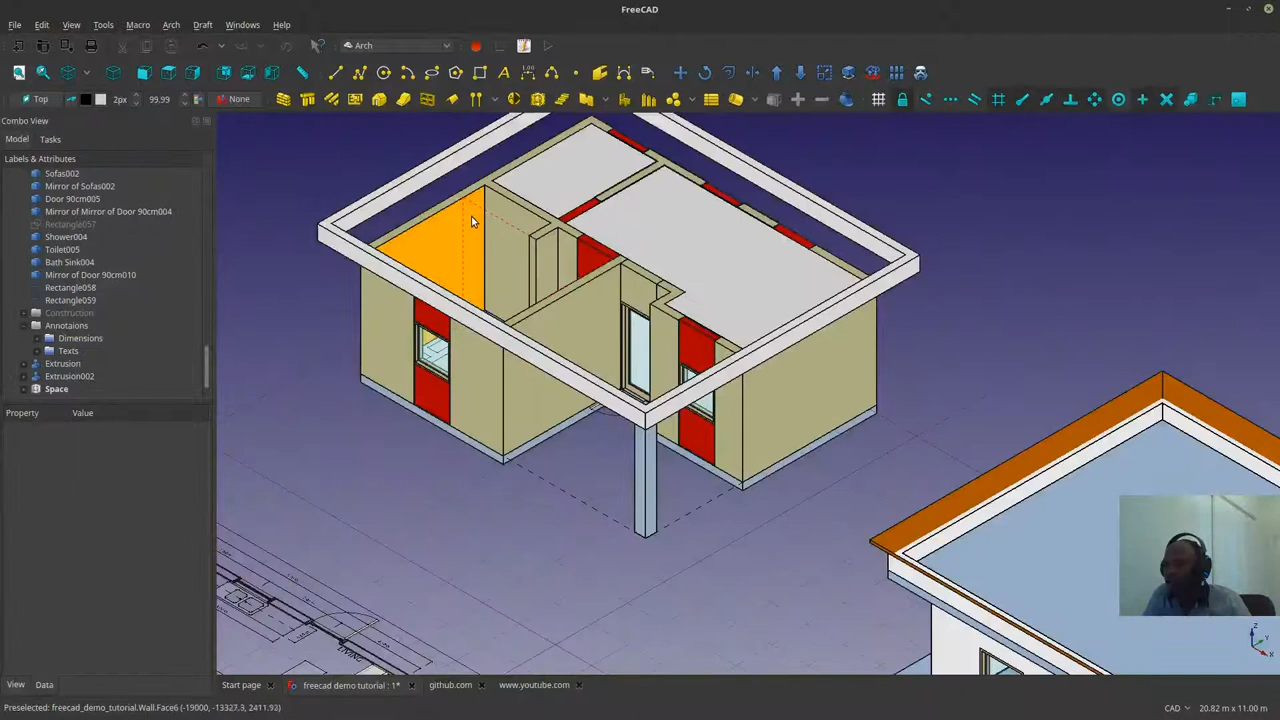 FreeCAD
File Edit View Tools Macro Arch Draft Windows Help
Arch
Top 2px 99.99 None
Combo View
Model Tasks
Labels & Attributes
Sofas002
Mirror of Sofas002
Door 90cm005
Mirror of Mirror of Door 90cm004
Rectangle057
Shower004
Toilet005
Bath Sink004
Mirror of Door 90cm010
Rectangle058
Rectangle059
Construction
Annotaions
Dimensions
Texts
Extrusion
Extrusion002
Space
Property Value
LIVING
View Data
Start page freecad demo tutorial : 1* github.com www.youtube.com
Preselected: freecad_demo_tutorial.Wall.Face6 (-19000, -13327.3, 2411.92)
CAD 20.82 m x 11.00 m